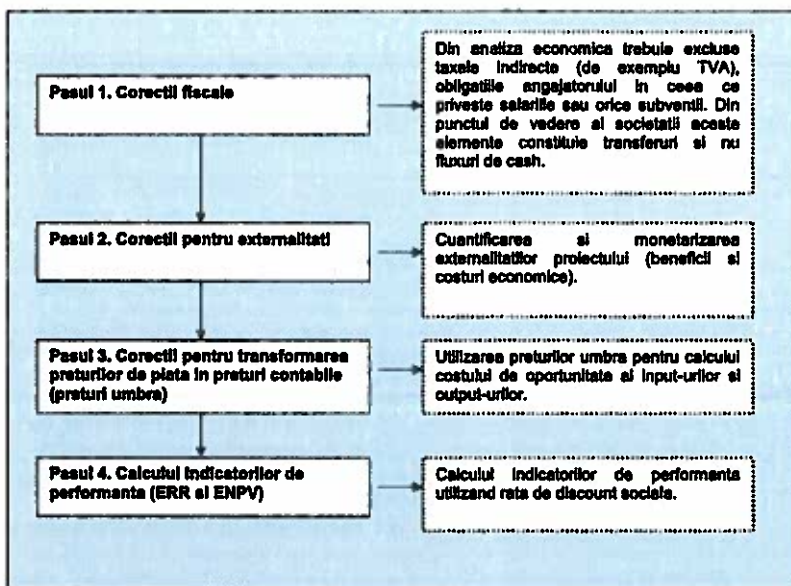 Pasul 1. Corectii fiscale
Din analiza economica trebuie excluse
taxele indirecte (de exemplu TVA),
obligatiile angajatorului in ceea ce
priveste salariile sau orice subventii. Din
punctul de vedere al societatii aceste
elemente constituie transferuri si nu
fluxuri de cash.
Pasul 2. Corectii pentru externalitati
Cuantificarea si monetarizarea
externalitatilor proiectului (beneficii si
costuri economice).
Pasul 3. Corectii pentru transformarea
preturilor de piata in preturi contabile
(preturi umbra)
Utilizarea preturilor umbra pentru calculul
costului de oportunitate al input-urilor si
output-urilor.
Pasul 4. Calculul indicatorilor de
performanta (ERR si ENPV)
Calculul indicatorilor de performanta
utilizand rata de discount sociala.